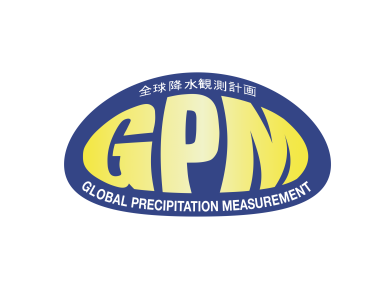 全球降水観測計画
GPM
GLOBAL PRECIPITATION MEASUREMENT